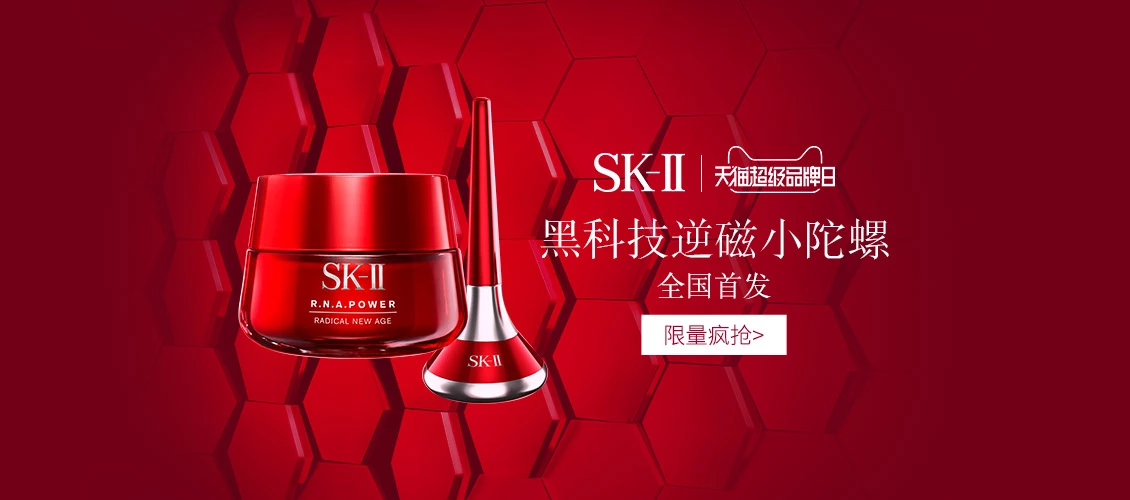 SK-II
R.N.A.POWER
RADICAL NEW AGE
SK-II
SK-II | 天猫超级品牌日
黑科技逆磁小陀螺
全国首发
限量疯抢>